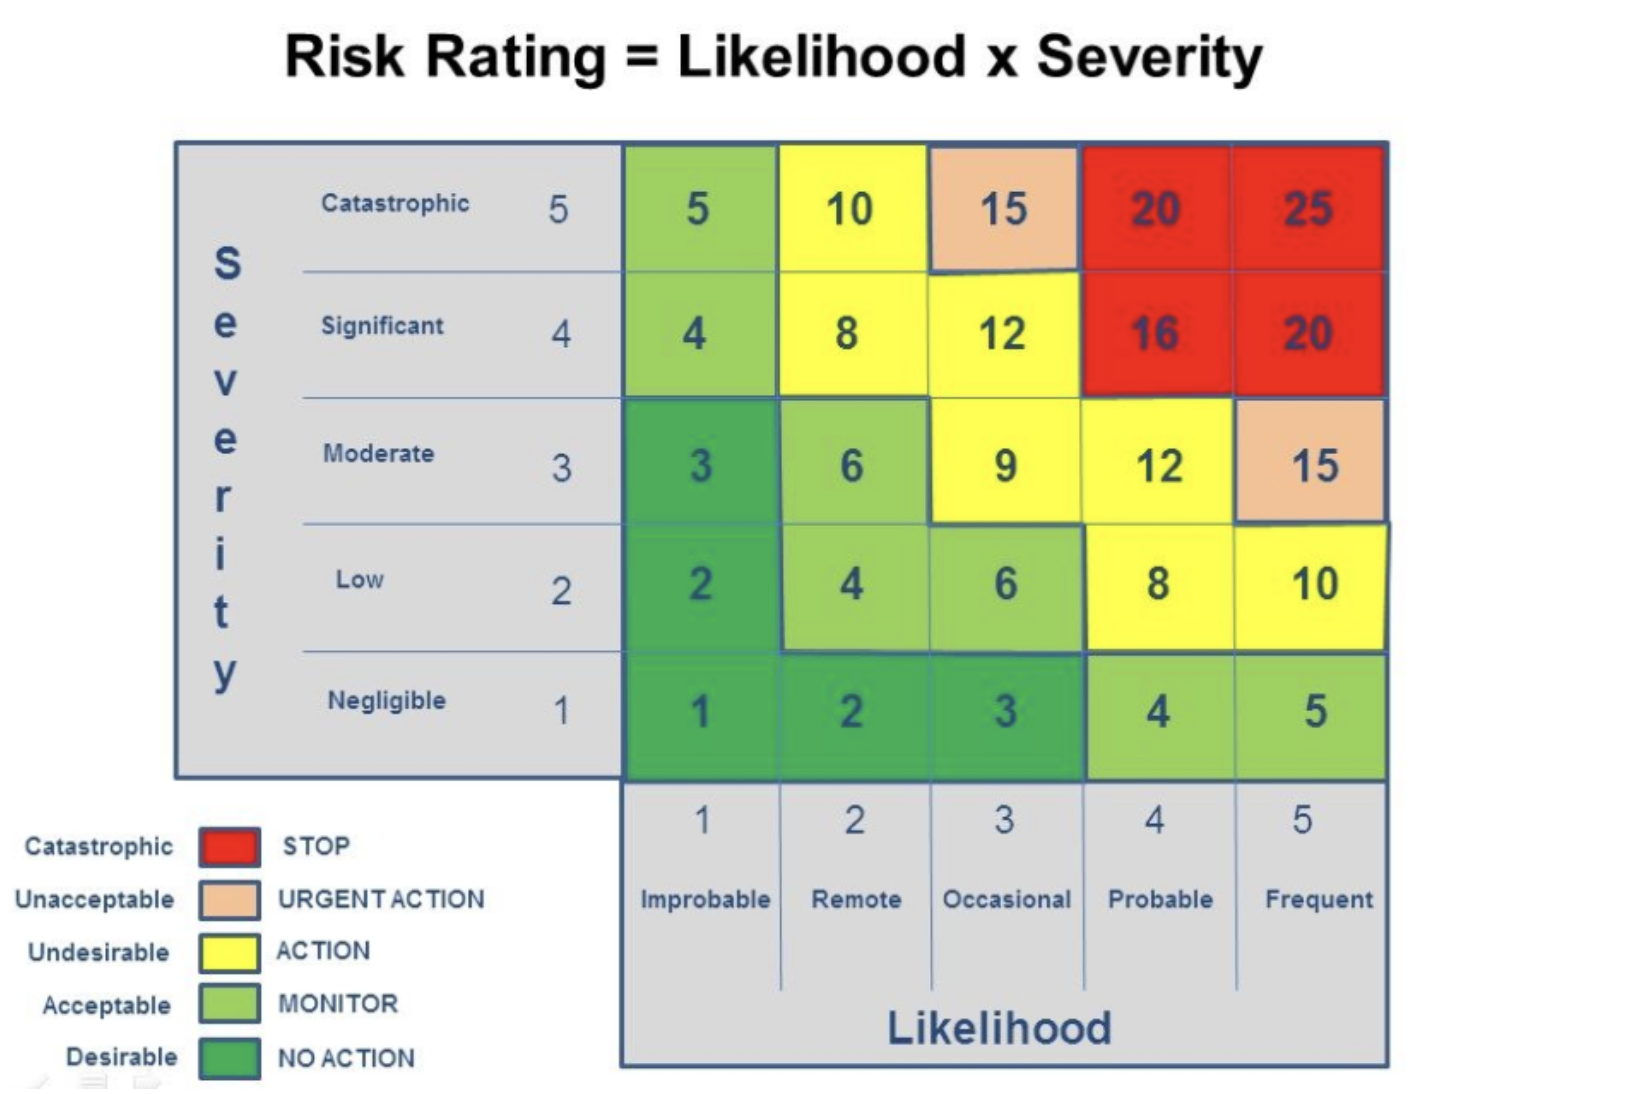 Risk Rating = Likelihood x Severity
Severity
Catastrophic 5 5 10 15 20 25
Significant 4 4 8 12 16 20
Moderate 3 3 6 9 12 15
Low 2 2 4 6 8 10
Negligible 1 1 2 3 4 5
1 2 3 4 5
Improbable Remote Occasional Probable Frequent
Likelihood
Catastrophic STOP
Unacceptable URGENT ACTION
Undesirable ACTION
Acceptable MONITOR
Desirable NO ACTION